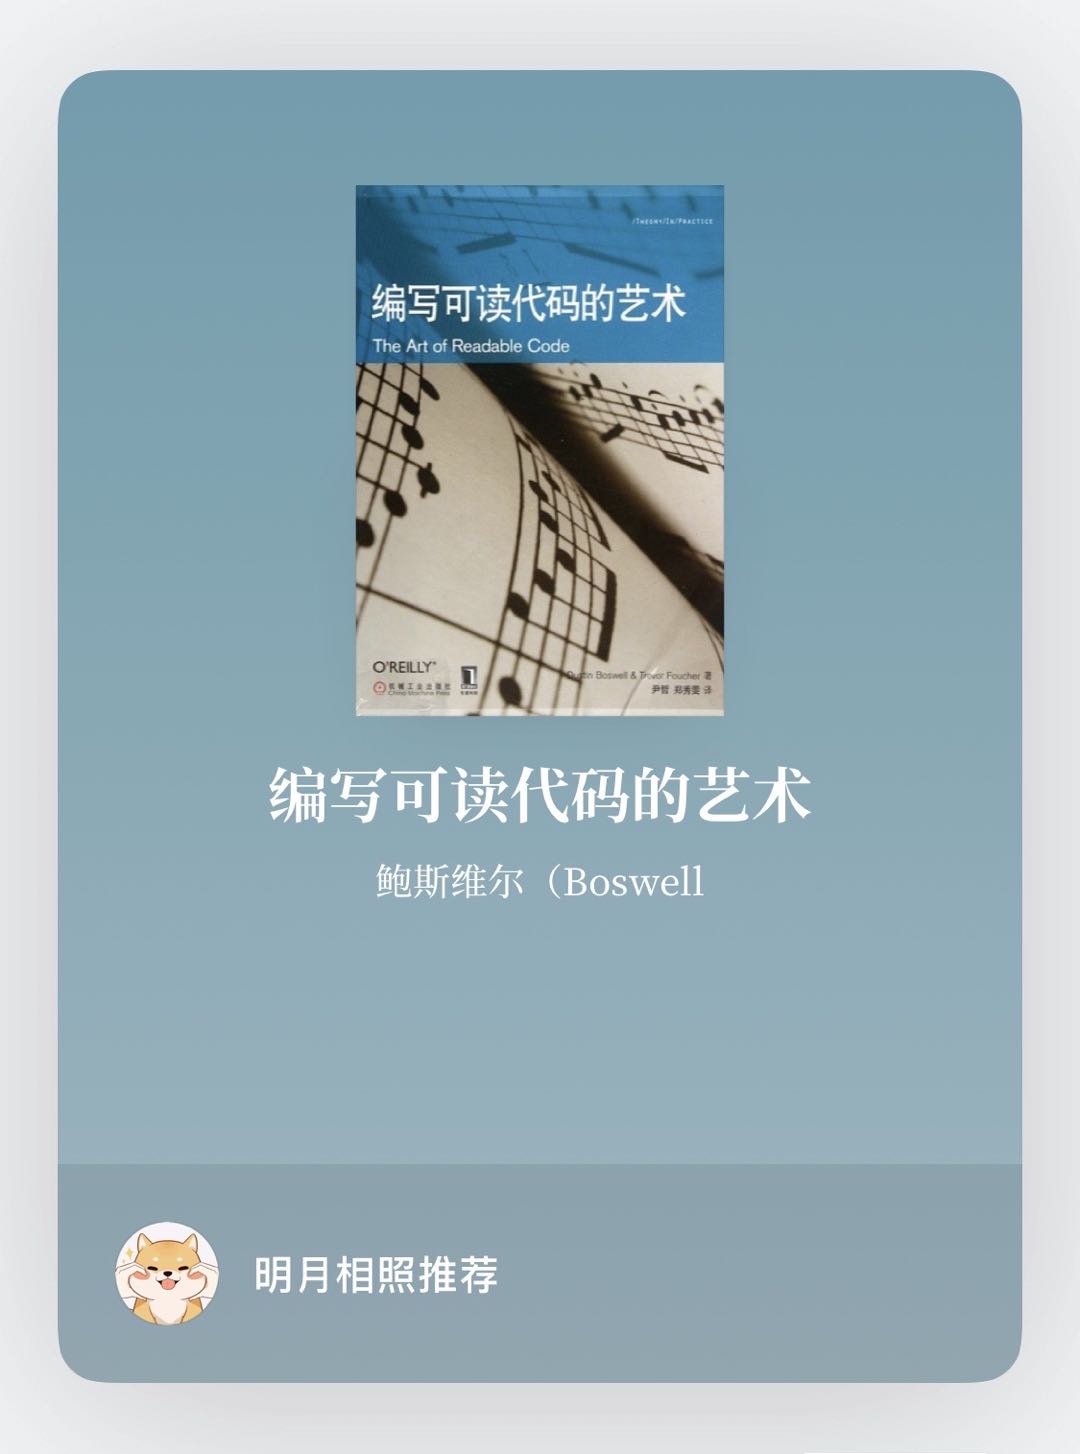 /THEORY/IN/PRACTICE
编写可读代码的艺术
The Art of Readable Code
O'REILLY®
机械工业出版社
China Machine Press
Dustin Boswell & Trevor Foucher 著
尹哲 郑秀雯 译
编写可读代码的艺术
鲍斯维尔（Boswell
明月相照推荐